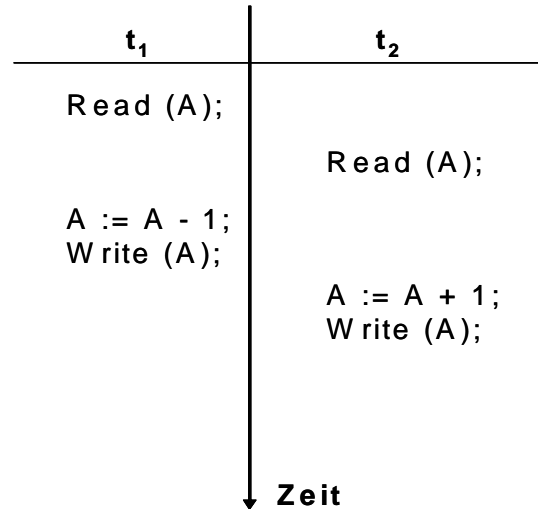 t₁ t₂
Read (A);
Read (A);
A := A - 1;
Write (A);
A := A + 1;
Write (A);
Zeit